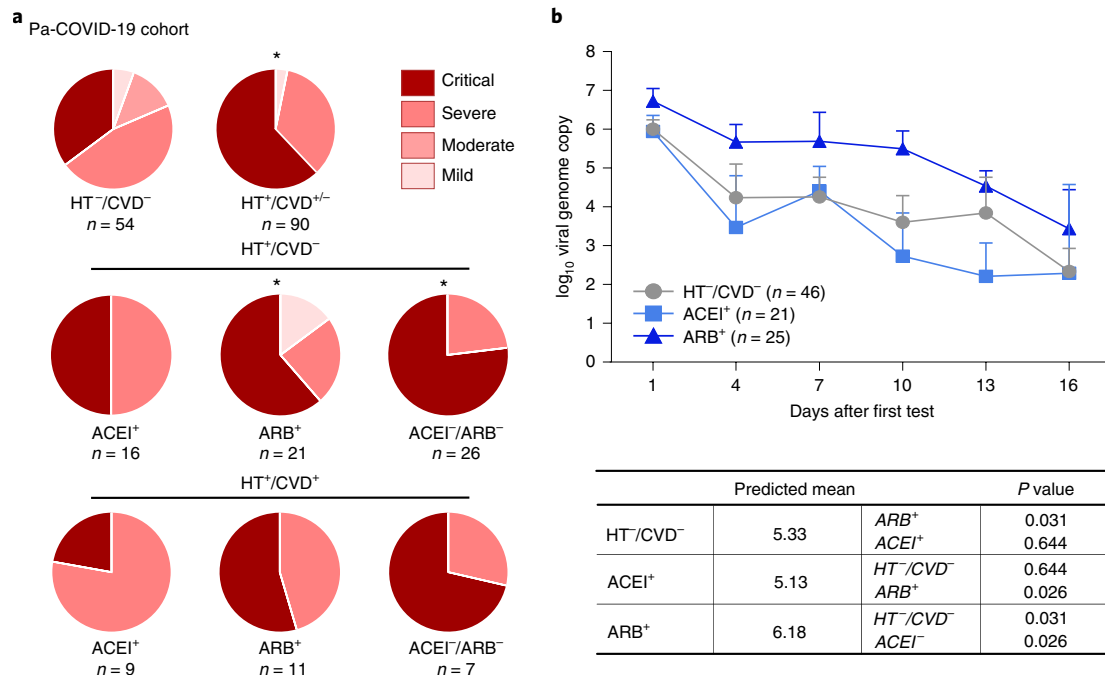 a
Pa-COVID-19 cohort
*
Critical
Severe
Moderate
Mild
HT⁻/CVD⁻
n = 54
HT⁺/CVD⁺/⁻
n = 90
HT⁺/CVD⁻
* *
ACEI⁺
n = 16
ARB⁺
n = 21
ACEI⁻/ARB⁻
n = 26
HT⁺/CVD⁺
ACEI⁺
n = 9
ARB⁺
n = 11
ACEI⁻/ARB⁻
n = 7
b
log₁₀ viral genome copy
8
7
6
5
4
3
2
1
0
HT⁻/CVD⁻ (n = 46)
ACEI⁺ (n = 21)
ARB⁺ (n = 25)
1 4 7 10 13 16
Days after first test
Predicted mean P value
HT⁻/CVD⁻ 5.33 ARB⁺ 0.031
ACEI⁺ 0.644
ACEI⁺ 5.13 HT⁻/CVD⁻ 0.644
ARB⁺ 0.026
ARB⁺ 6.18 HT⁻/CVD⁻ 0.031
ACEI⁻ 0.026